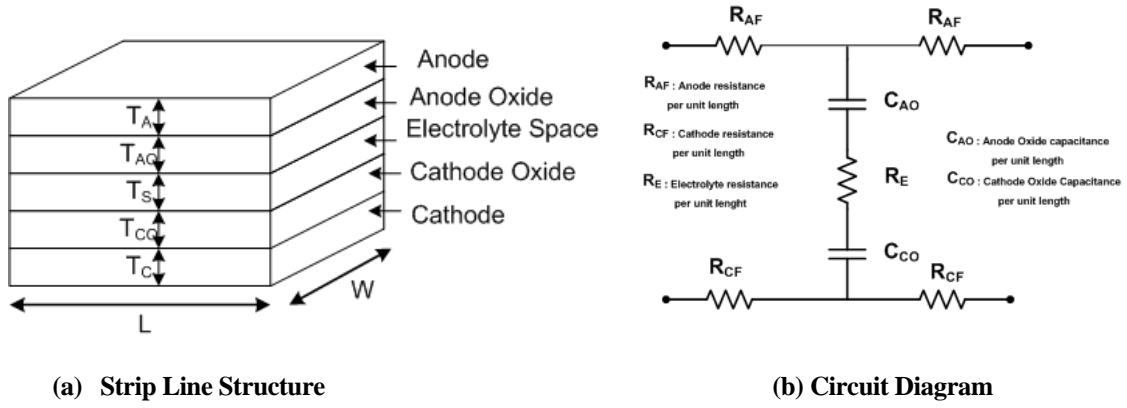 Anode
Anode Oxide
Electrolyte Space
Cathode Oxide
Cathode
T_A
T_AO
T_S
T_CO
T_C
L
W
(a) Strip Line Structure
R_AF
R_AF
R_AF : Anode resistance
per unit length
R_CF : Cathode resistance
per unit length
R_E : Electrolyte resistance
per unit lenght
C_AO
R_E
C_CO
C_AO : Anode Oxide capacitance
per unit length
C_CO : Cathode Oxide Capacitance
per unit length
R_CF
R_CF
(b) Circuit Diagram